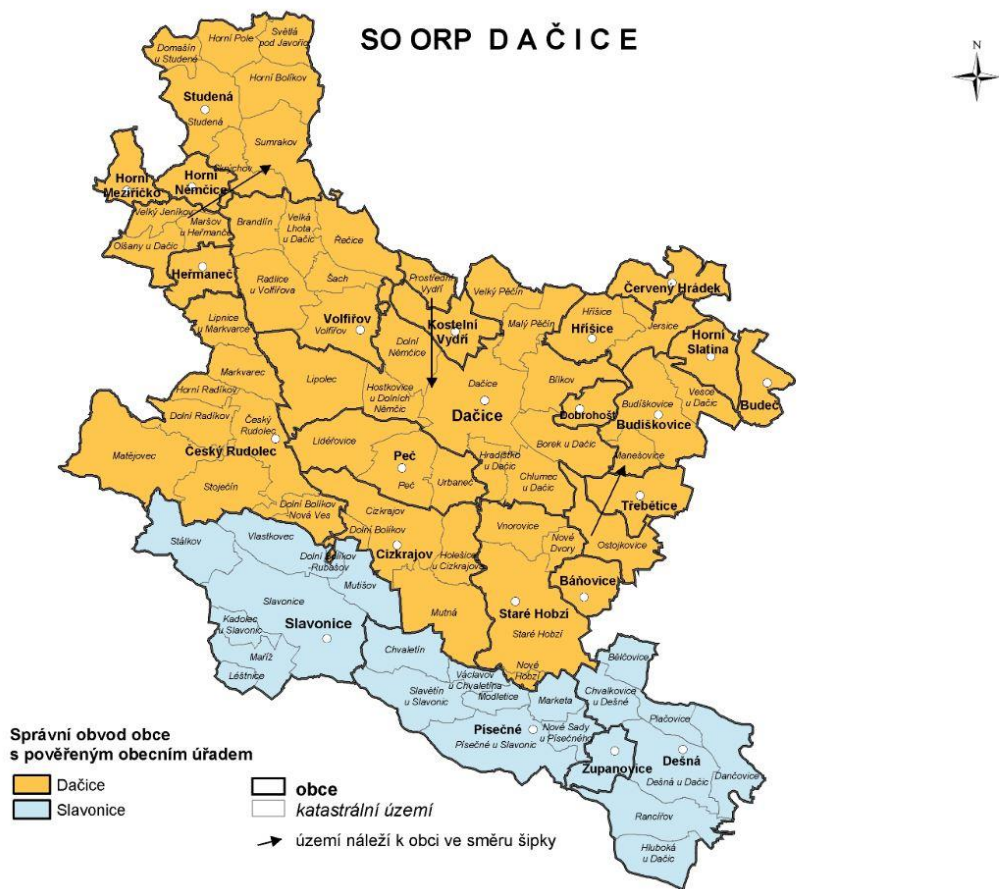 SO ORP DAČICE
N
Světlá
pod Javořic
Horní Pole
Domašín
u Studené
Horní Bolíkov
Studená
Studená
Sumrakov
Skrýchov
Horní
Meziříčko
Horní
Němčice
Velký Jeníkov
Maršov
u Heřmanče
Olšany u Dačic
Brandlín
Velká
Lhota
u Dačic
Řečice
Heřmaneč
Radlice
u Volfířova
Šach
Prostřední
Vydří
Velký Pěčín
Červený Hrádek
Lipnice
u Markvarce
Volfířov
Volfířov
Kostelní
Vydří
Malý Pěčín
Hříšice
Hříšice
Jersice
Horní
Slatina
Dolní
Němčice
Markvarec
Lipolec
Hostkovice
u Dolních
Němčic
Dačice
Dačice
Bílkov
Dobrohošť
Budíškovice
Budíškovice
Vesce
u Dačic
Budeč
Horní Radíkov
Dolní Radíkov
Český
Rudolec
Český Rudolec
Lidéřovice
Peč
Peč
Urbaneč
Hradišťko
u Dačic
Borek u Dačic
Manešovice
Matějovec
Stoječín
Chlumec
u Dačic
Třebětice
Dolní Bolíkov
-Nová Ves
Cizkrajov
Dolní Bolíkov
Cizkrajov
Holešice
u Cizkrajova
Vnorovice
Nové
Dvory
Ostojkovice
Stálkov
Vlastkovec
Dolní Bolíkov
-Rubašov
Mutišov
Báňovice
Slavonice
Slavonice
Mutná
Staré Hobzí
Staré Hobzí
Kadolec
u Slavonic
Maříž
Léštnice
Chvaletín
Nové
Hobzí
Bělčovice
Slavětín
u Slavonic
Václavov
u Chvaletína
Modletice
Marketa
Chvalkovice
u Dešné
Plačovice
Písečné
Písečné u Slavonic
Nové Sady
u Písečného
Županovice
Dešná
Dešná u Dačic
Dančovice
Rancířov
Hluboká
u Dačic
Správní obvod obce
s pověřeným obecním úřadem
Dačice
Slavonice
obce
katastrální území
území náleží k obci ve směru šipky